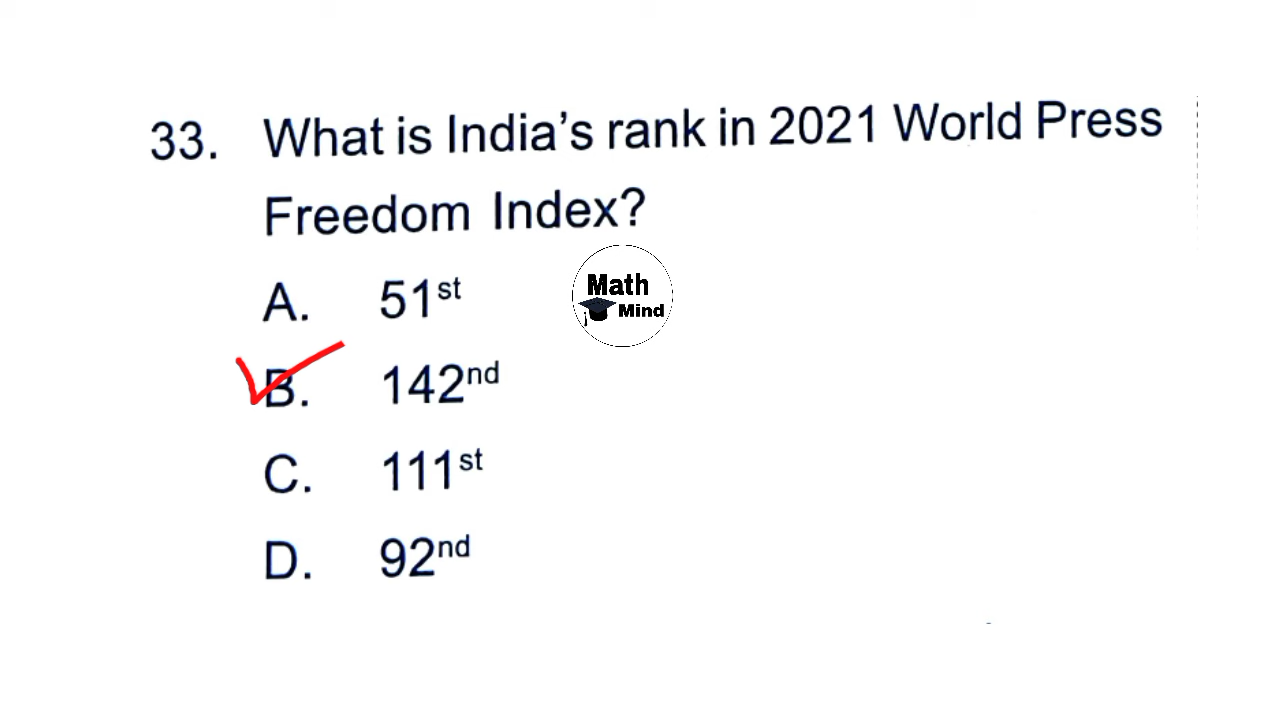 33. What is India's rank in 2021 World Press
Freedom Index?
A. 51st
B. 142nd
C. 111st
D. 92nd
Math
Mind